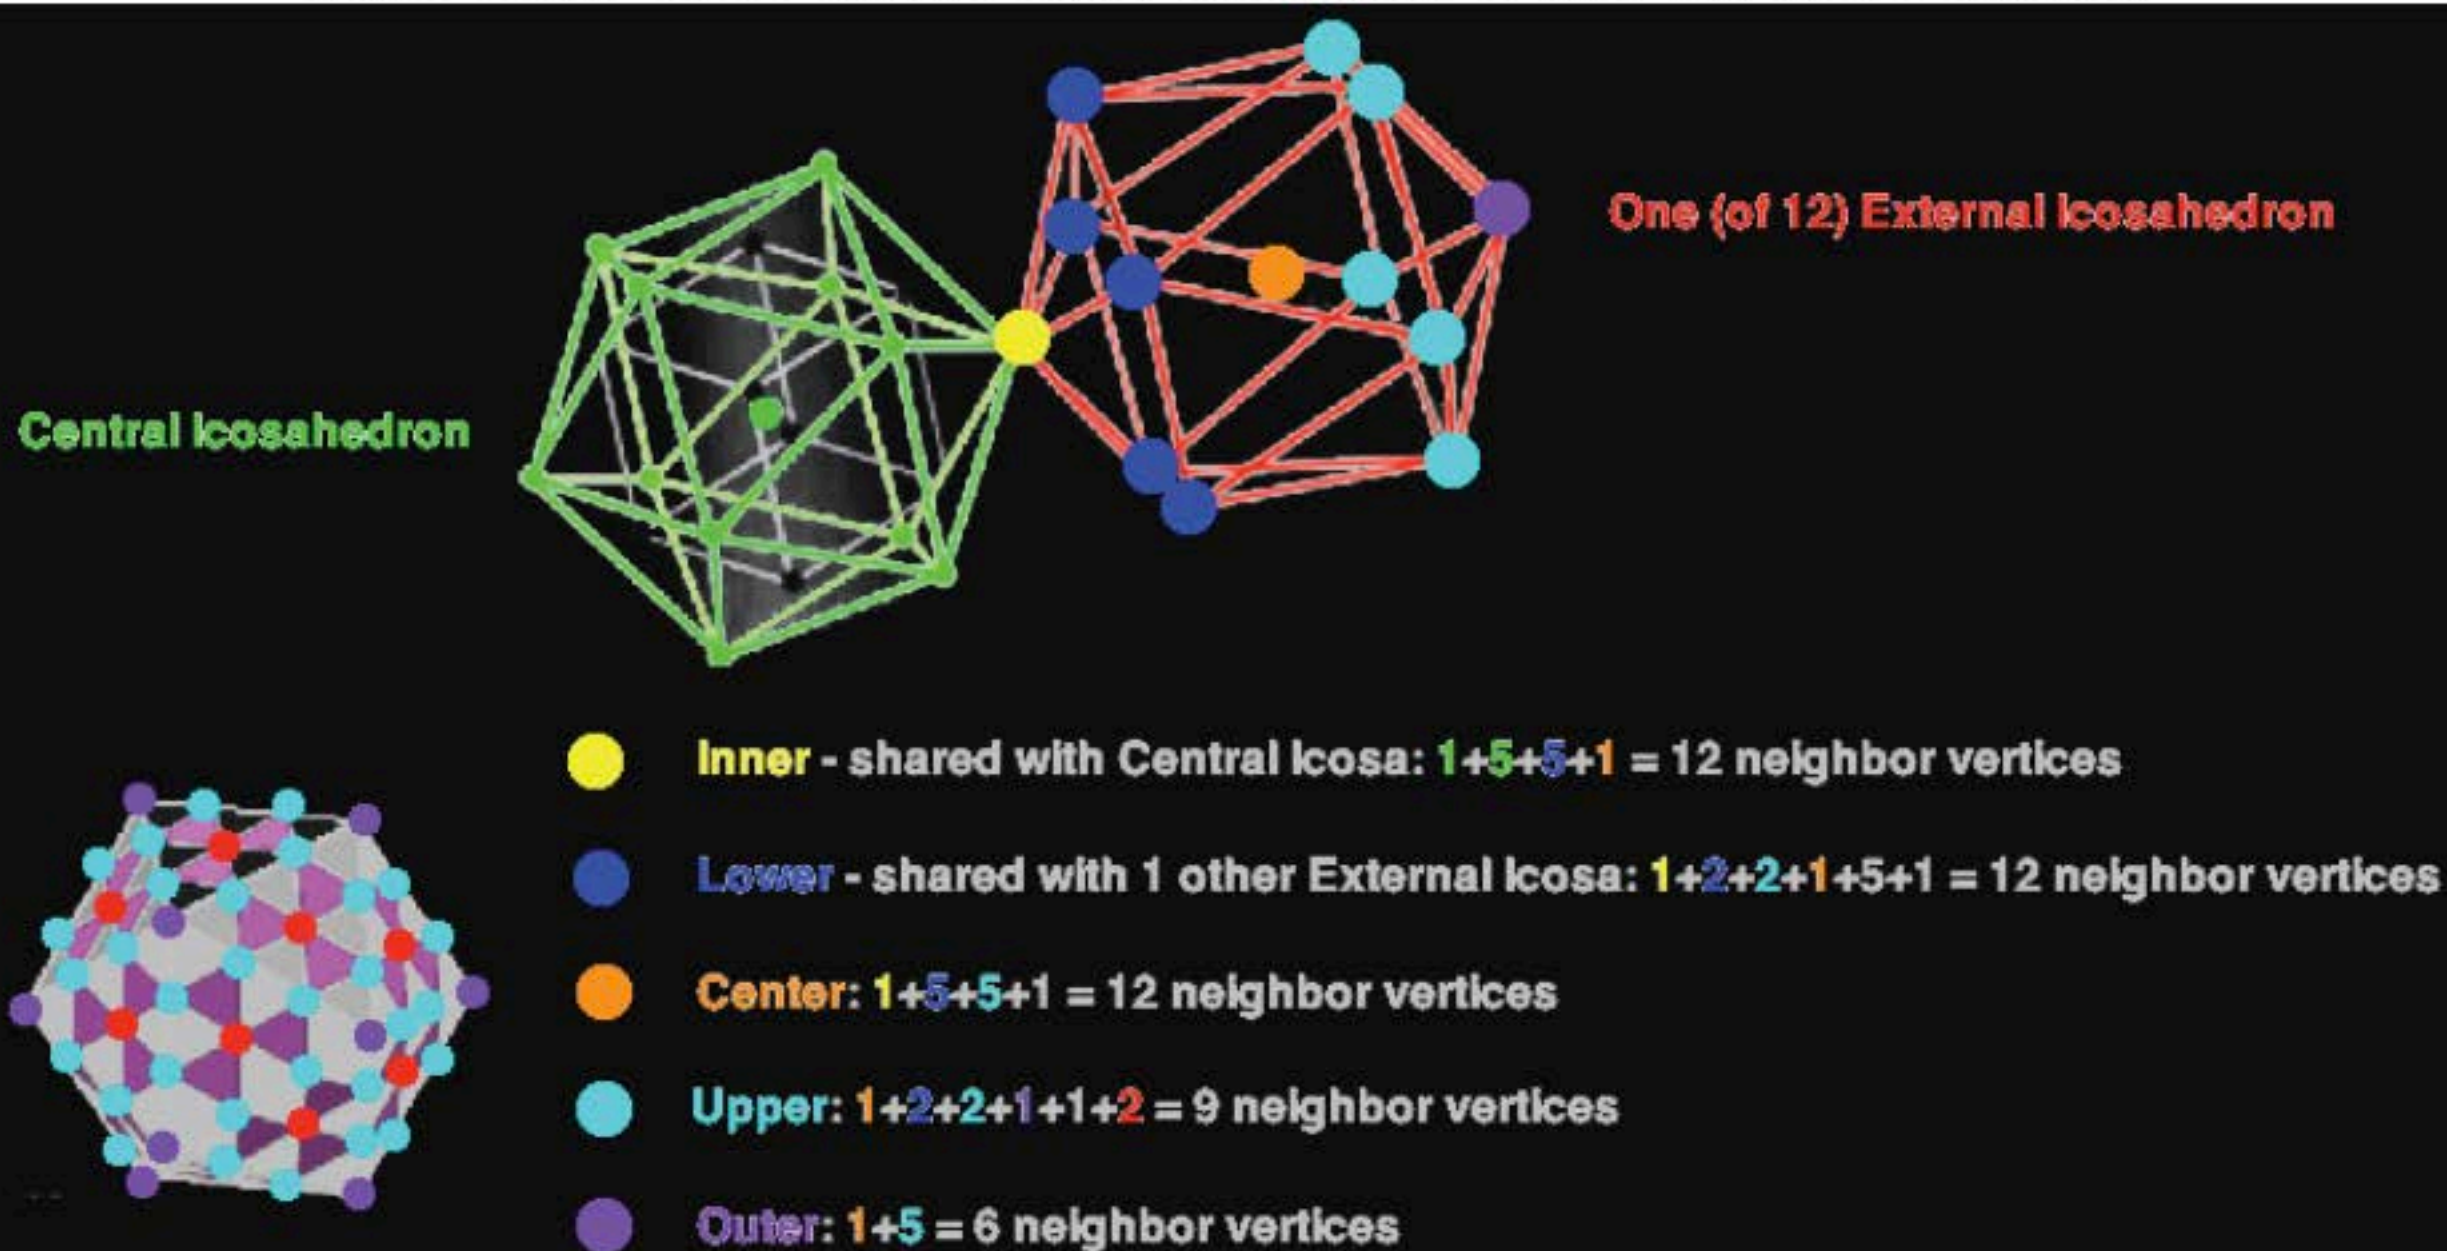 One (of 12) External Icosahedron
Central Icosahedron
Inner - shared with Central Icosa: 1+5+5+1 = 12 neighbor vertices
Lower - shared with 1 other External Icosa: 1+2+2+1+5+1 = 12 neighbor vertices
Center: 1+5+5+1 = 12 neighbor vertices
Upper: 1+2+2+1+1+2 = 9 neighbor vertices
Outer: 1+5 = 6 neighbor vertices